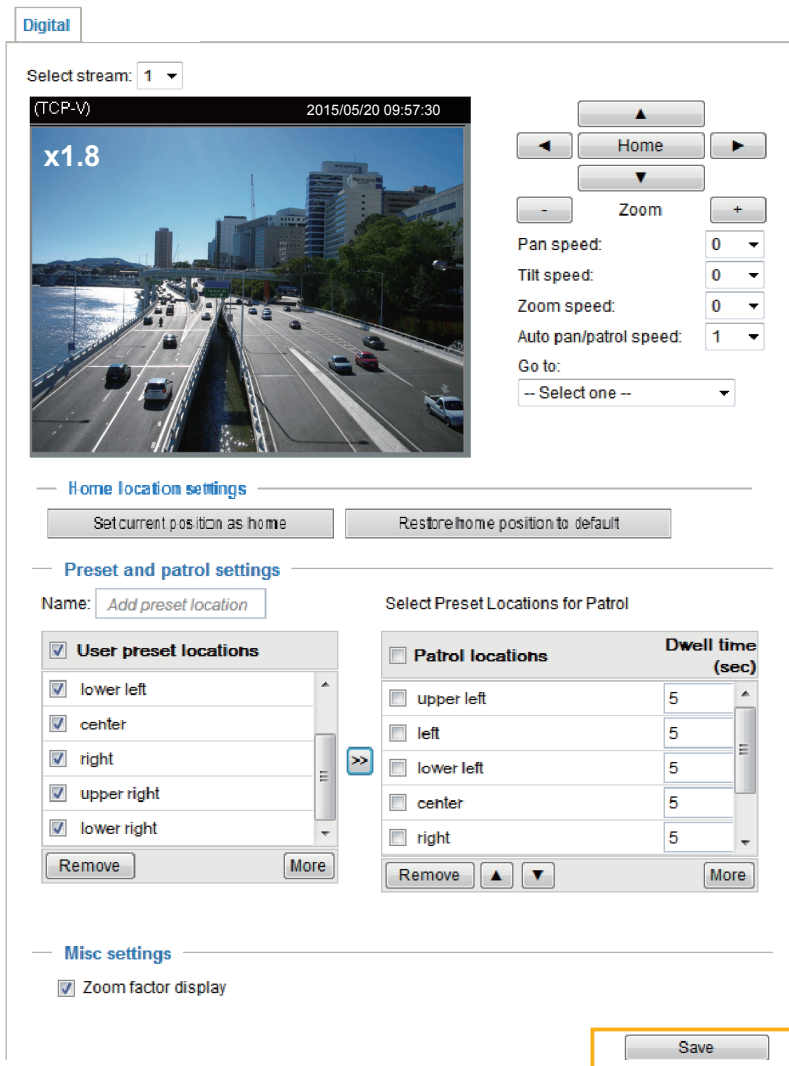 Digital
Select stream: 1
(TCP-V) 2015/05/20 09:57:30
x1.8
Home
- Zoom +
Pan speed: 0
Tilt speed: 0
Zoom speed: 0
Auto pan/patrol speed: 1
Go to:
-- Select one --
Home location settings
Set current position as home Restore home position to default
Preset and patrol settings
Name: Add preset location
User preset locations
lower left
center
right
upper right
lower right
Remove More
>>
Select Preset Locations for Patrol
Patrol locations Dwell time
(sec)
upper left 5
left 5
lower left 5
center 5
right 5
Remove ▲ ▼ More
Misc settings
Zoom factor display
Save